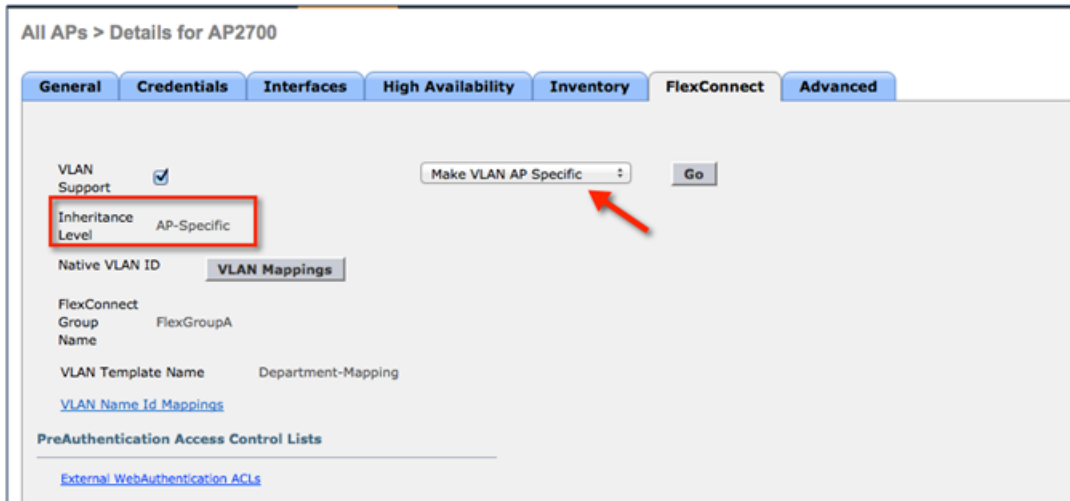 All APs > Details for AP2700
General Credentials Interfaces High Availability Inventory FlexConnect Advanced
VLAN
Support
Make VLAN AP Specific Go
Inheritance
Level
AP-Specific
Native VLAN ID VLAN Mappings
FlexConnect
Group
Name
FlexGroupA
VLAN Template Name Department-Mapping
VLAN Name Id Mappings
PreAuthentication Access Control Lists
External WebAuthentication ACLs